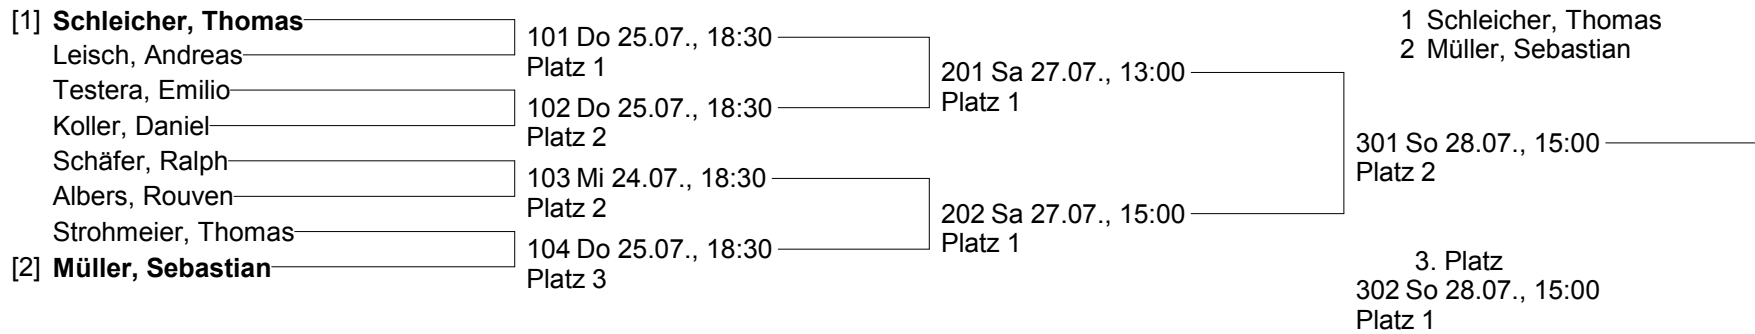 [1] Schleicher, Thomas
Leisch, Andreas
Testera, Emilio
Koller, Daniel
Schäfer, Ralph
Albers, Rouven
Strohmeier, Thomas
[2] Müller, Sebastian
101 Do 25.07., 18:30
Platz 1
102 Do 25.07., 18:30
Platz 2
103 Mi 24.07., 18:30
Platz 2
104 Do 25.07., 18:30
Platz 3
201 Sa 27.07., 13:00
Platz 1
202 Sa 27.07., 15:00
Platz 1
1 Schleicher, Thomas
2 Müller, Sebastian
301 So 28.07., 15:00
Platz 2
3. Platz
302 So 28.07., 15:00
Platz 1